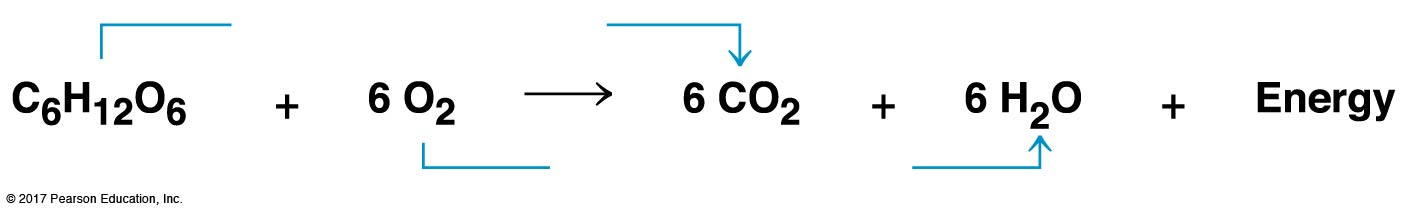 C₆H₁₂O₆ + 6 O₂ ⟶ 6 CO₂ + 6 H₂O + Energy
© 2017 Pearson Education, Inc.